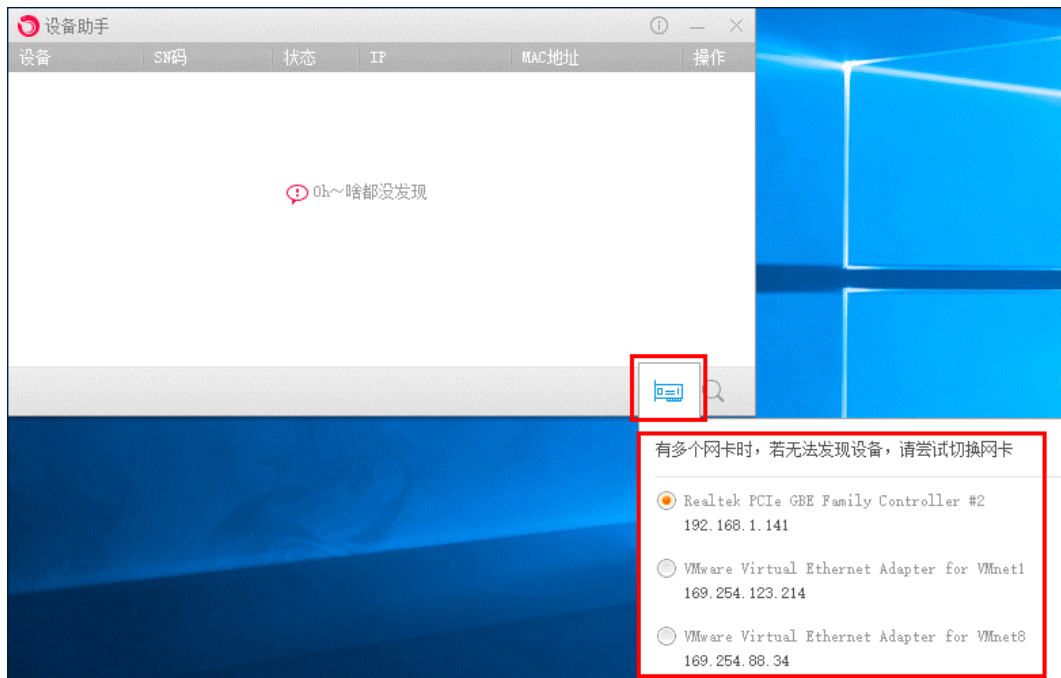 设备助手
设备 SN码 状态 IP MAC地址 操作
Oh～啥都没发现
有多个网卡时，若无法发现设备，请尝试切换网卡
Realtek PCIe GBE Family Controller #2
192.168.1.141
VMware Virtual Ethernet Adapter for VMnet1
169.254.123.214
VMware Virtual Ethernet Adapter for VMnet8
169.254.88.34